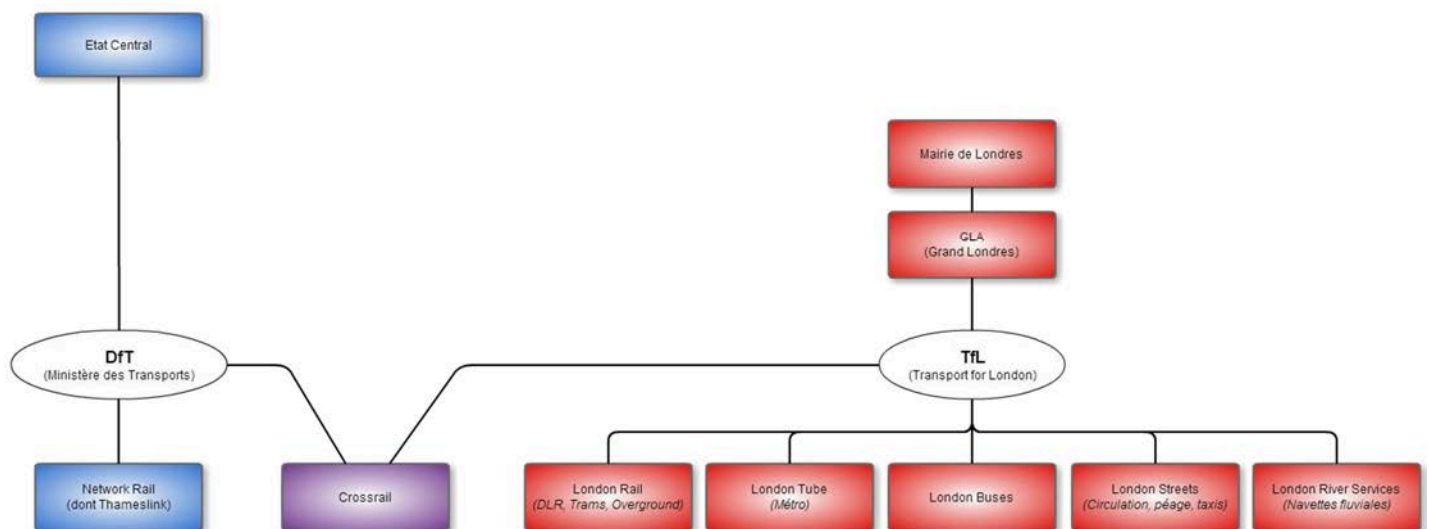 Etat Central
Mairie de Londres
GLA
(Grand Londres)
DfT
(Ministère des Transports)
TfL
(Transport for London)
Network Rail
(dont Thameslink)
Crossrail
London Rail
(DLR, Trams, Overground)
London Tube
(Métro)
London Buses
London Streets
(Circulation, péage, taxis)
London River Services
(Navettes fluviales)